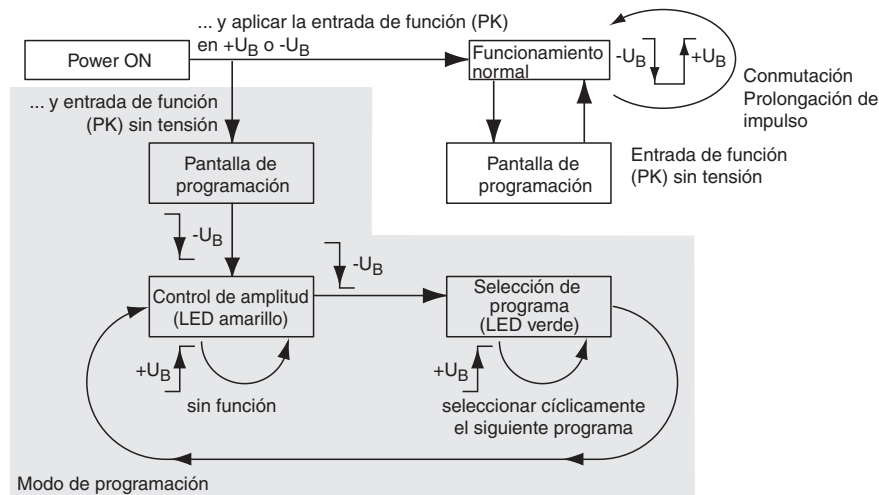 ... y aplicar la entrada de función (PK)
en +UB o -UB
Power ON
Funcionamiento
normal
-UB
+UB
Conmutación
Prolongación de
impulso
... y entrada de función
(PK) sin tensión
Pantalla de
programación
Pantalla de
programación
Entrada de función
(PK) sin tensión
-UB
-UB
Control de amplitud
(LED amarillo)
Selección de
programa
(LED verde)
+UB
sin función
+UB
seleccionar cíclicamente
el siguiente programa
Modo de programación